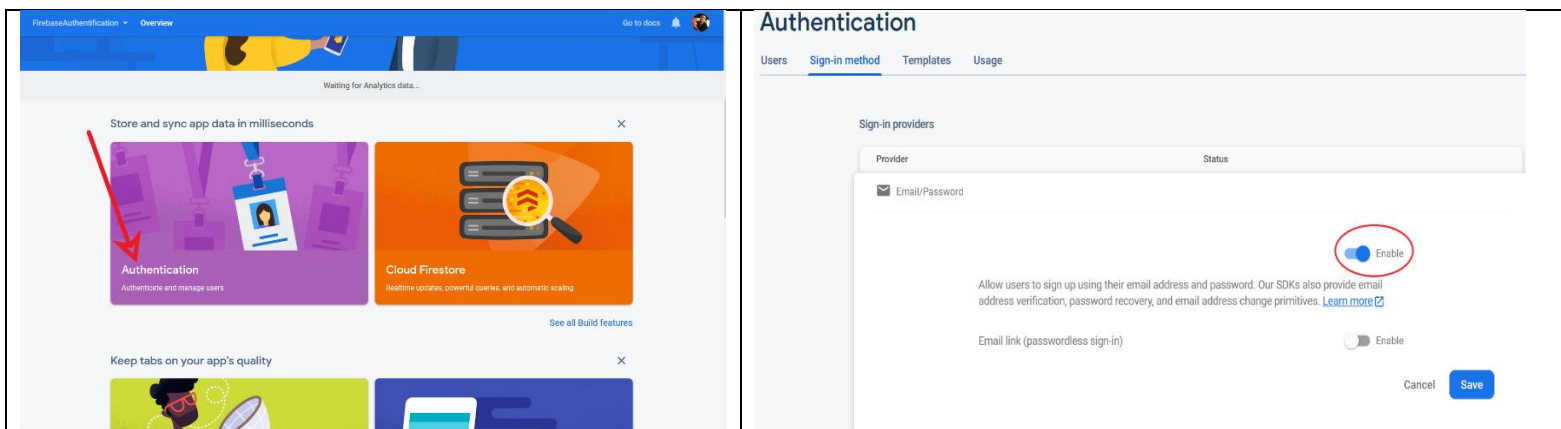 FirebaseAuthentification Overview Go to docs
Waiting for Analytics data...
Store and sync app data in milliseconds
Authentication
Authenticate and manage users
Cloud Firestore
Realtime updates, powerful queries, and automatic scaling
See all Build features
Keep tabs on your app's quality
Authentication
Users Sign-in method Templates Usage
Sign-in providers
Provider Status
Email/Password
Enable
Allow users to sign up using their email address and password. Our SDKs also provide email
address verification, password recovery, and email address change primitives. Learn more
Email link (passwordless sign-in) Enable
Cancel Save